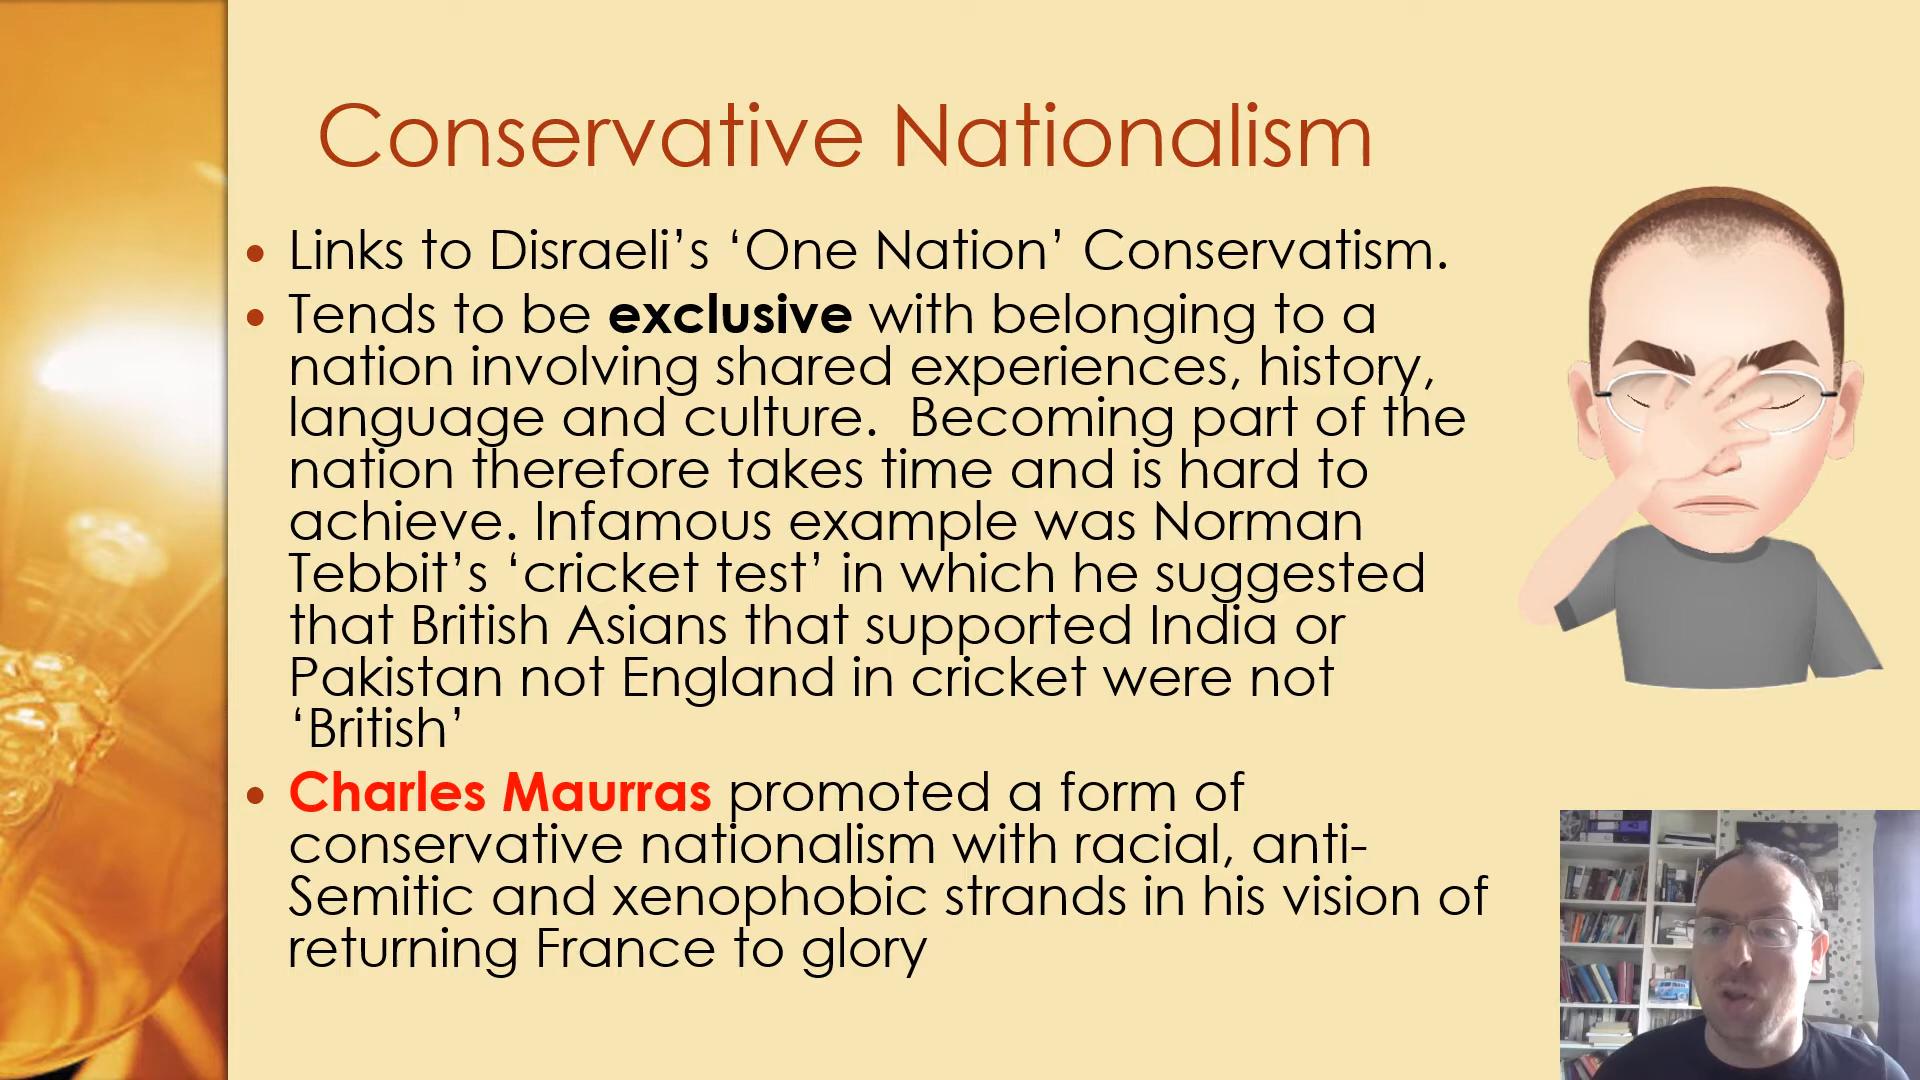 Conservative Nationalism
• Links to Disraeli’s ‘One Nation’ Conservatism.
• Tends to be exclusive with belonging to a
nation involving shared experiences, history,
language and culture.  Becoming part of the
nation therefore takes time and is hard to
achieve. Infamous example was Norman
Tebbit’s ‘cricket test’ in which he suggested
that British Asians that supported India or
Pakistan not England in cricket were not
‘British’
• Charles Maurras promoted a form of
conservative nationalism with racial, anti-
Semitic and xenophobic strands in his vision of
returning France to glory